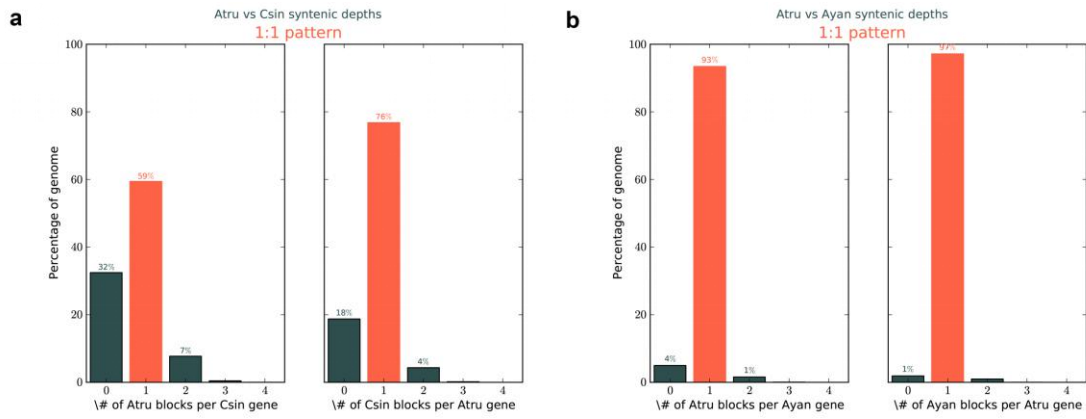 a
Atru vs Csin syntenic depths
1:1 pattern
Percentage of genome
100
80
60
40
20
0
32%
59%
7%
0 1 2 3 4
\# of Atru blocks per Csin gene
18%
76%
4%
0 1 2 3 4
\# of Csin blocks per Atru gene
b
Atru vs Ayan syntenic depths
1:1 pattern
Percentage of genome
100
80
60
40
20
0
4%
93%
1%
0 1 2 3 4
\# of Atru blocks per Ayan gene
1%
97%
0 1 2 3 4
\# of Ayan blocks per Atru gene